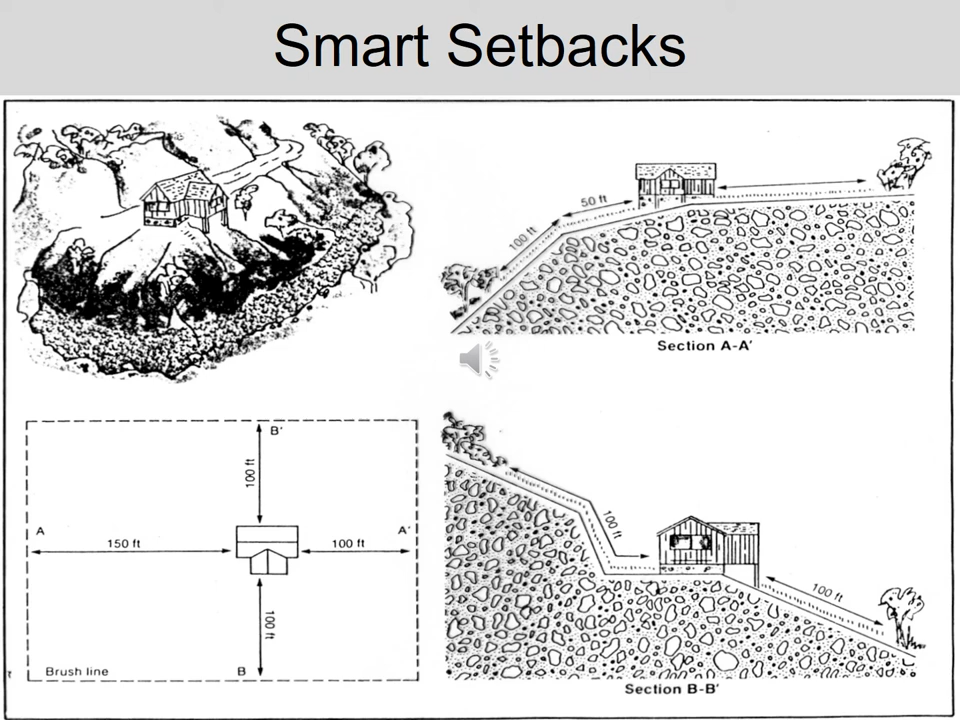 Smart Setbacks
100 ft
50 ft
Section A-A'
B'
100 ft
A
A'
150 ft
100 ft
100 ft
Brush line
B
100 ft
100 ft
Section B-B'